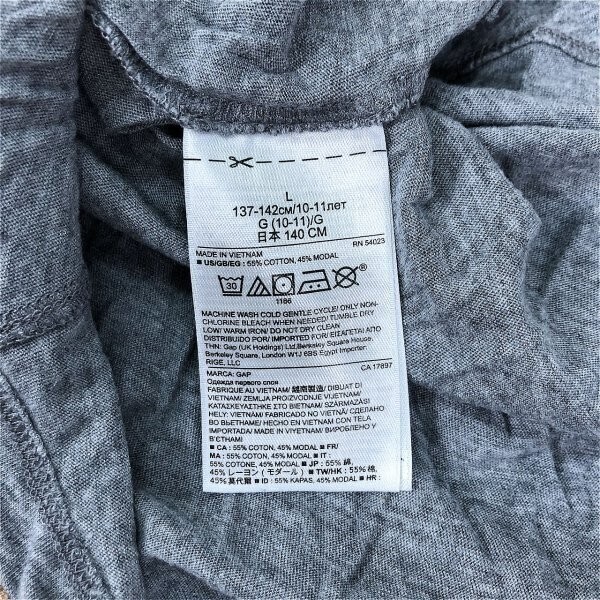 L
137-142см/10-11лет
G (10-11)/G
日本 140 CM
RN 54023
MADE IN VIETNAM
■ US/GB/EG : 55% COTTON, 45% MODAL
30
1186
MACHINE WASH COLD GENTLE CYCLE/ ONLY NON-
CHLORINE BLEACH WHEN NEEDED/ TUMBLE DRY
LOW/ WARM IRON/ DO NOT DRY CLEAN
DISTRIBUIDO POR/ IMPORTED FOR/ ΕΙΣΑΓΕΤΑΙ ΑΠΟ
ΤΗΝ: Gap (UK Holdings) Ltd.Berkeley Square House,
Berkeley Square, London W1J 6BS Egypt Importer:
RIGE, LLC
MARCA: GAP
CA 17897
Одежда первого слоя
FABRIQUE AU VIETNAM/ 越南製造/ DIBUAT DI
VIETNAM/ ZEMLJA PROIZVODNJE VIJETNAM/
ΚΑΤΑΣΚΕΥΑΣΤΗΚΕ ΣΤΟ ΒΙΕΤΝΑΜ/ SZÁRMAZÁSI
HELY: VIETNÁM/ FABRICADO NO VIETNÃ/ СДЕЛАНО
ВО ВЬЕТНАМЕ/ HECHO EN VIETNAM CON TELA
IMPORTADA/ MADE IN VIYETNAM/ ВИРОБЛЕНО У
В'ЄТНАМІ
■ CA : 55% COTON, 45% MODAL ■ FR/
MA : 55% COTON, 45% MODAL ■ IT :
55% COTONE, 45% MODAL ■ JP : 55% 綿,
45% レーヨン ( モダール ) ■ TW/HK : 55% 棉,
45% 莫代爾 ■ ID : 55% KAPAS, 45% MODAL ■ HR :